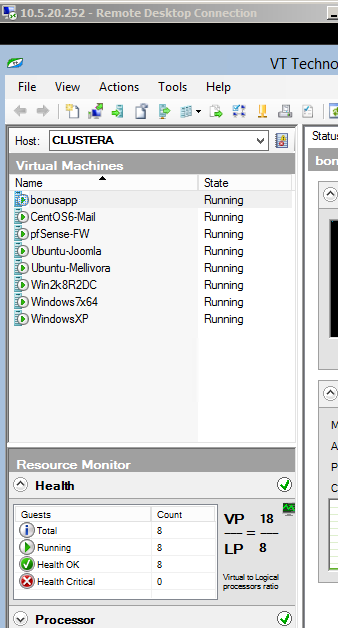 10.5.20.252 - Remote Desktop Connection
VT Techno
File View Actions Tools Help
Host: CLUSTERA
Status
Virtual Machines
bon
Name State
bonusapp Running
CentOS6-Mail Running
pfSense-FW Running
Ubuntu-Joomla Running
Ubuntu-Mellivora Running
Win2k8R2DC Running
Windows7x64 Running
WindowsXP Running
Resource Monitor
Health
Guests Count
Total 8
Running 8
Health OK 8
Health Critical 0
VP 18
= 
LP 8
Virtual to Logical
processors ratio
M
A
P
C
Processor